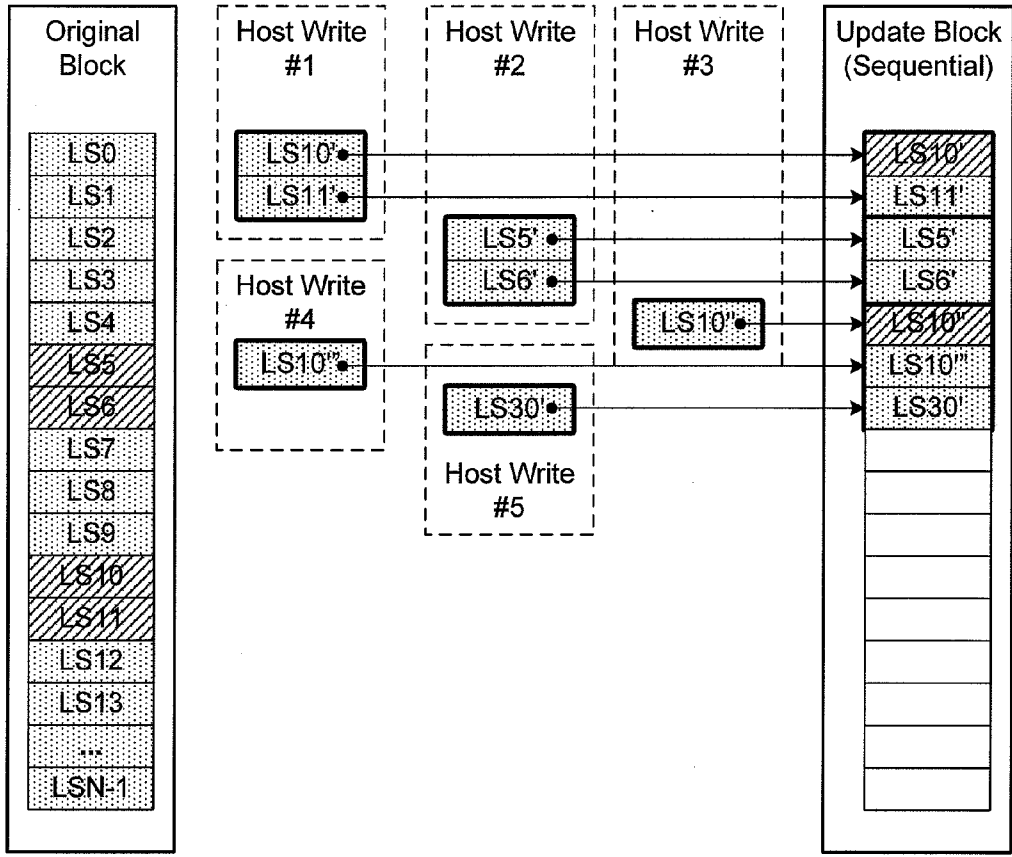 Original
Block
LS0
LS1
LS2
LS3
LS4
LS5
LS6
LS7
LS8
LS9
LS10
LS11
LS12
LS13
...
LSN-1
Host Write
#1
LS10'
LS11'
Host Write
#4
LS10'''
Host Write
#2
LS5'
LS6'
LS30'
Host Write
#5
Host Write
#3
LS10''
Update Block
(Sequential)
LS10'
LS11'
LS5'
LS6'
LS10''
LS10'''
LS30'